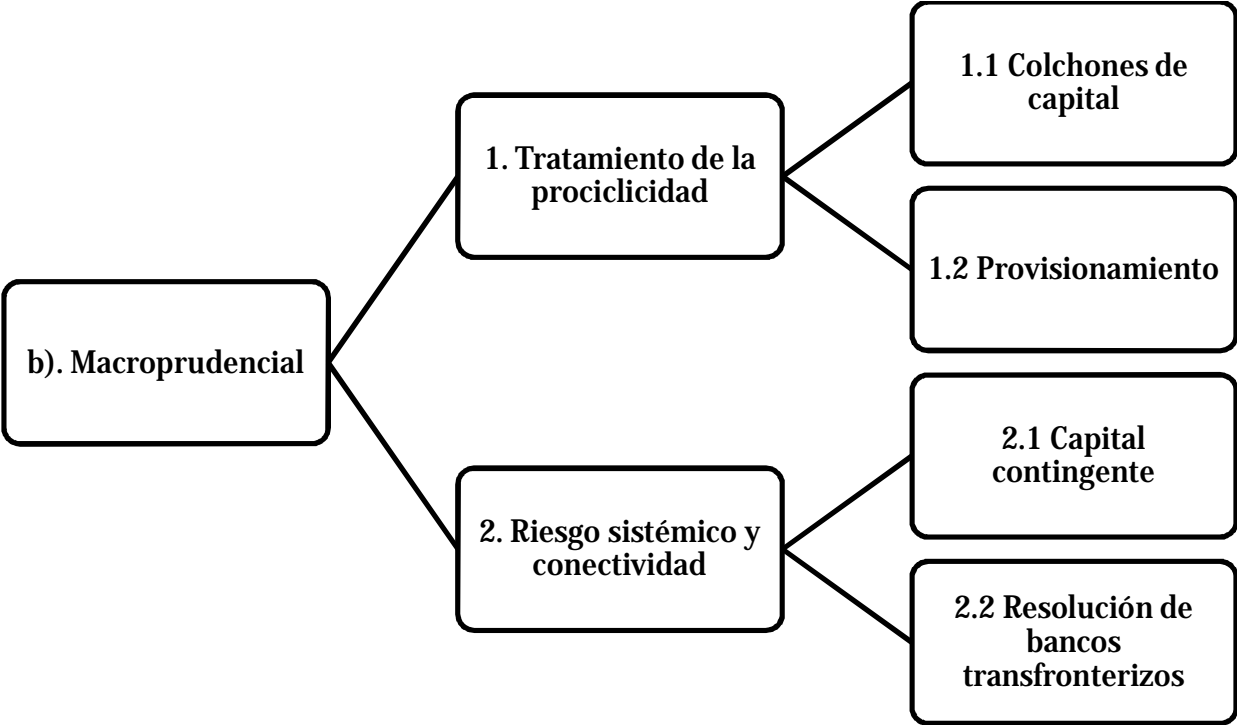 b). Macroprudencial
1. Tratamiento de la
prociclicidad
1.1 Colchones de
capital
1.2 Provisionamiento
2. Riesgo sistémico y
conectividad
2.1 Capital
contingente
2.2 Resolución de
bancos
transfronterizos